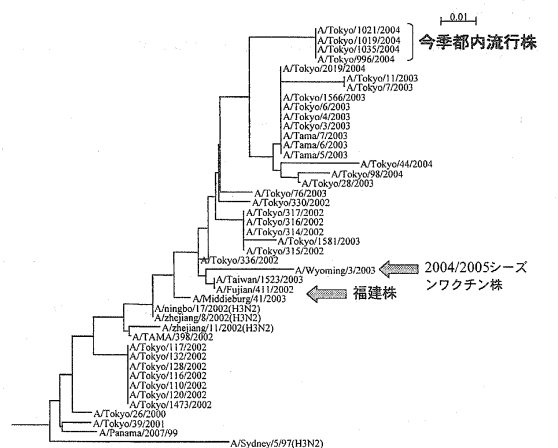 0.01
A/Tokyo/1021/2004
A/Tokyo/1019/2004
A/Tokyo/1035/2004
A/Tokyo/996/2004
今季都内流行株
A/Tokyo/2019/2004
A/Tokyo/11/2003
A/Tokyo/7/2003
A/Tokyo/1566/2003
A/Tokyo/6/2003
A/Tokyo/4/2003
A/Tokyo/3/2003
A/Tama/7/2003
A/Tama/6/2003
A/Tama/5/2003
A/Tokyo/44/2004
A/Tokyo/98/2004
A/Tokyo/28/2003
A/Tokyo/76/2003
A/Tokyo/330/2002
A/Tokyo/317/2002
A/Tokyo/316/2002
A/Tokyo/314/2002
A/Tokyo/1581/2003
A/Tokyo/315/2002
A/Tokyo/336/2002
A/Wyoming/3/2003
2004/2005シーズ
ンワクチン株
A/Taiwan/1523/2003
A/Fujian/411/2002
福建株
A/Middieburg/41/2003
A/ningbo/17/2002(H3N2)
A/zhejiang/8/2002(H3N2)
A/zhejiang/11/2002(H3N2)
A/TAMA/398/2002
A/Tokyo/117/2002
A/Tokyo/132/2002
A/Tokyo/128/2002
A/Tokyo/116/2002
A/Tokyo/110/2002
A/Tokyo/120/2002
A/Tokyo/1473/2002
A/Tokyo/26/2000
A/Tokyo/39/2001
A/Panama/2007/99
A/Sydney/5/97(H3N2)